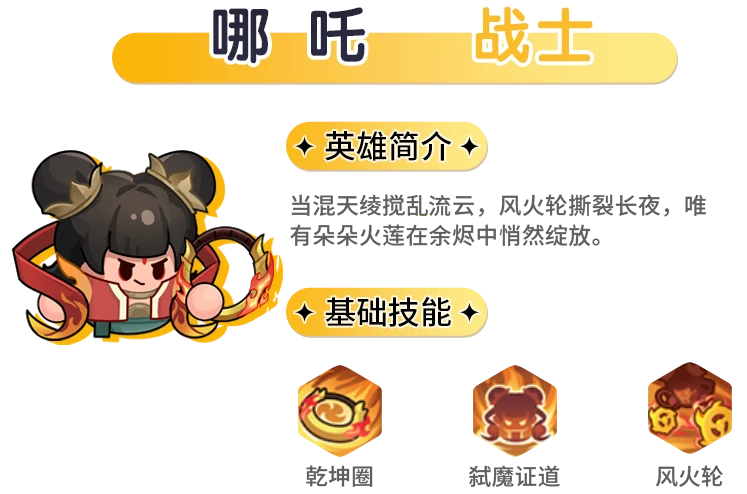 哪吒 战士
英雄简介
当混天绫搅乱流云，风火轮撕裂长夜，唯
有朵朵火莲在余烬中悄然绽放。
基础技能
乾坤圈 弑魔证道 风火轮